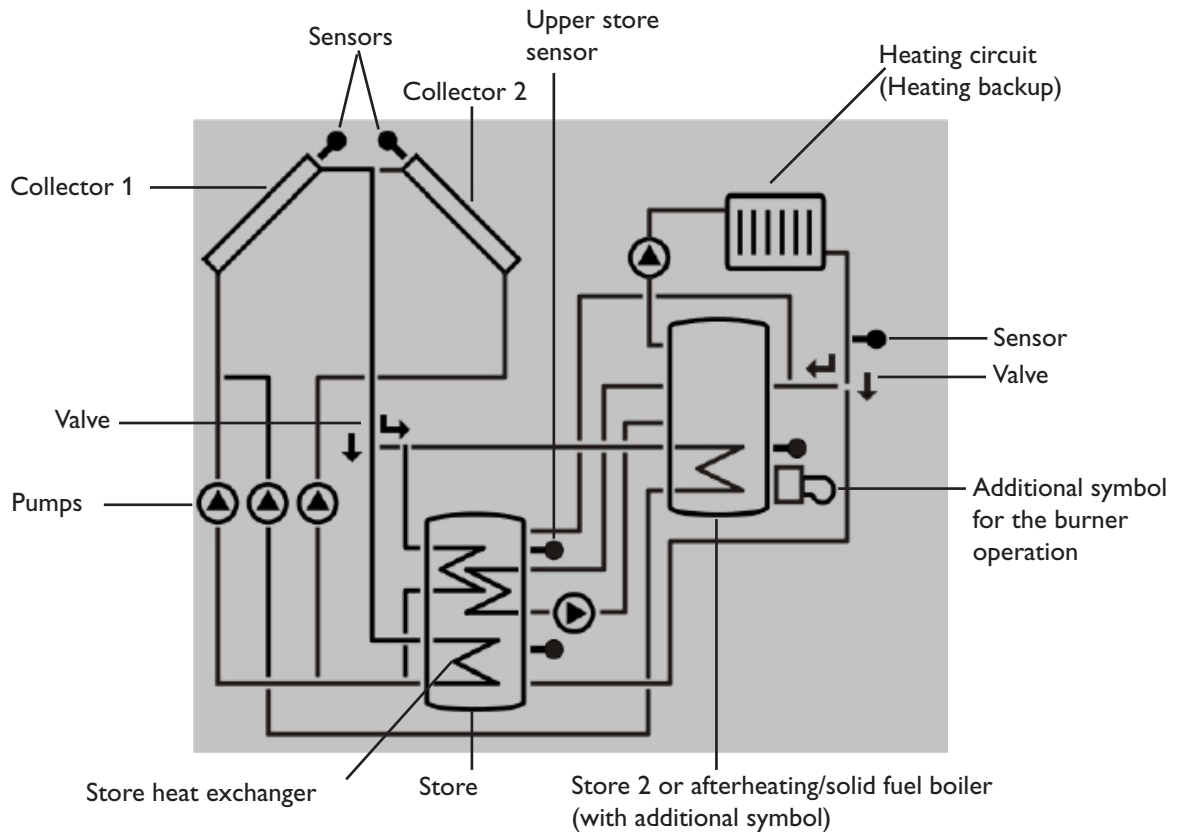 Upper store
sensor
Sensors
Heating circuit
(Heating backup)
Collector 2
Collector 1
Sensor
Valve
Valve
Pumps
Additional symbol
for the burner
operation
Store heat exchanger
Store
Store 2 or afterheating/solid fuel boiler
(with additional symbol)